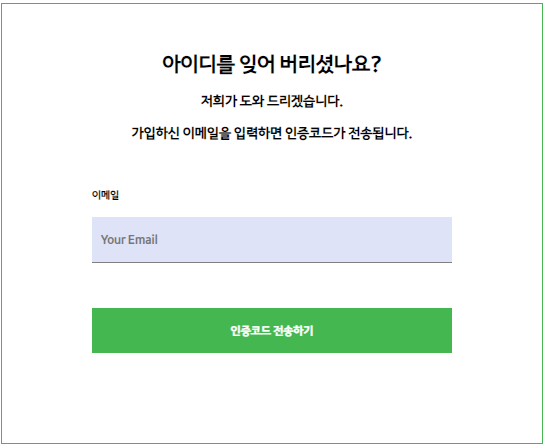 아이디를 잊어 버리셨나요?
저희가 도와 드리겠습니다.
가입하신 이메일을 입력하면 인증코드가 전송됩니다.
이메일
Your Email
인증코드 전송하기